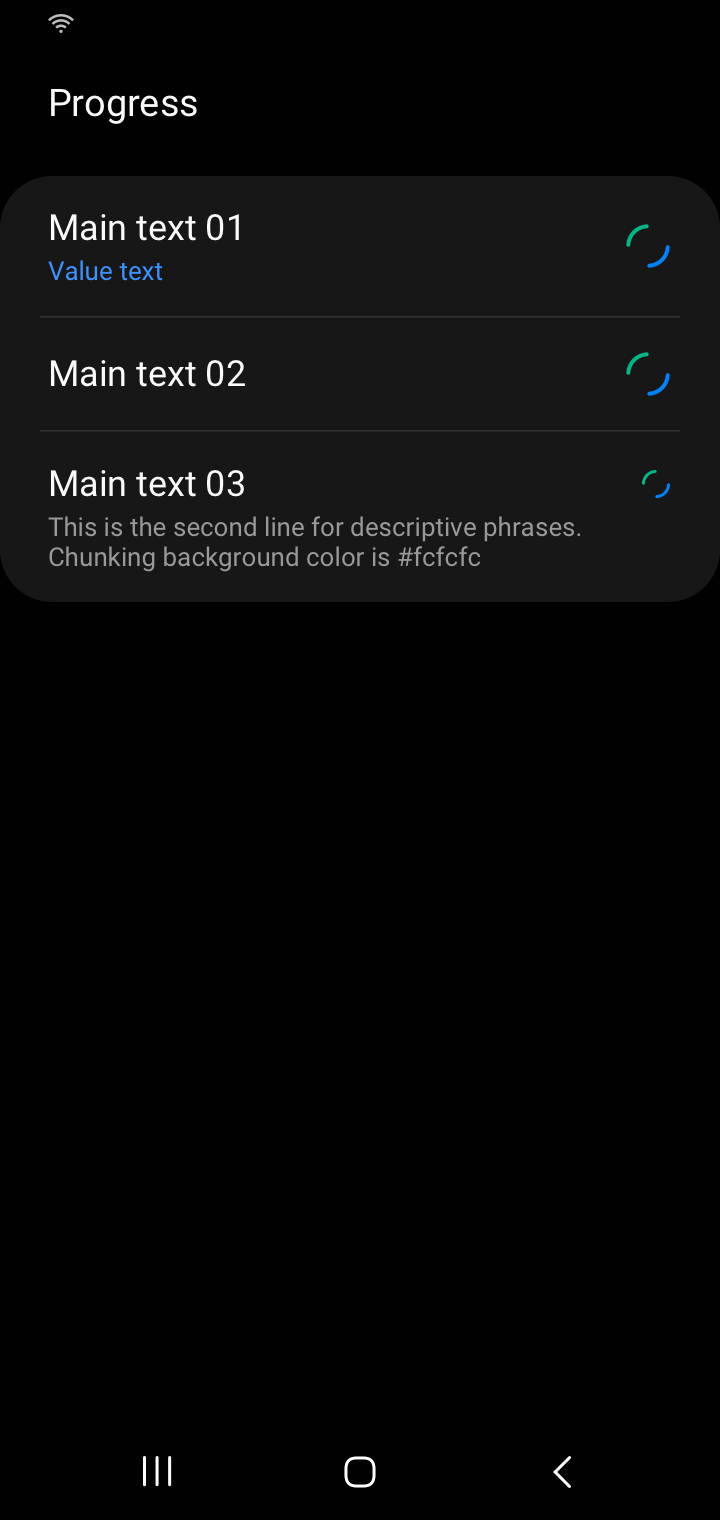 Progress
Main text 01
Value text
Main text 02
Main text 03
This is the second line for descriptive phrases.
Chunking background color is #fcfcfc